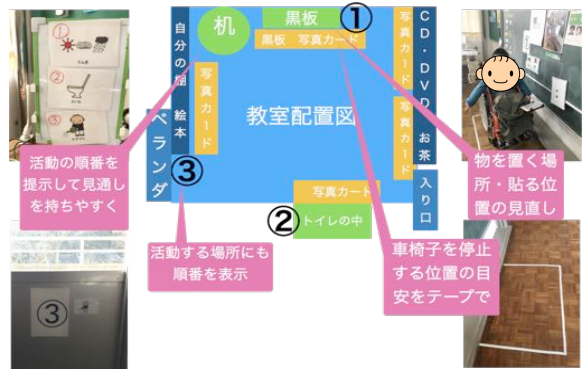 ①
てんき
②
トイレ
③
黒板
①
黒板 写真カード
机
自分の棚
絵本
写真カード
③
ベランダ
教室配置図
写真カード
写真カード
CD・DVD
お茶
入り口
写真カード
②
トイレの中
活動の順番を
提示して見通し
を持ちやすく
活動する場所にも
順番を表示
物を置く場
所・貼る位
置の見直し
車椅子を停止
する位置の目
安をテープで
③